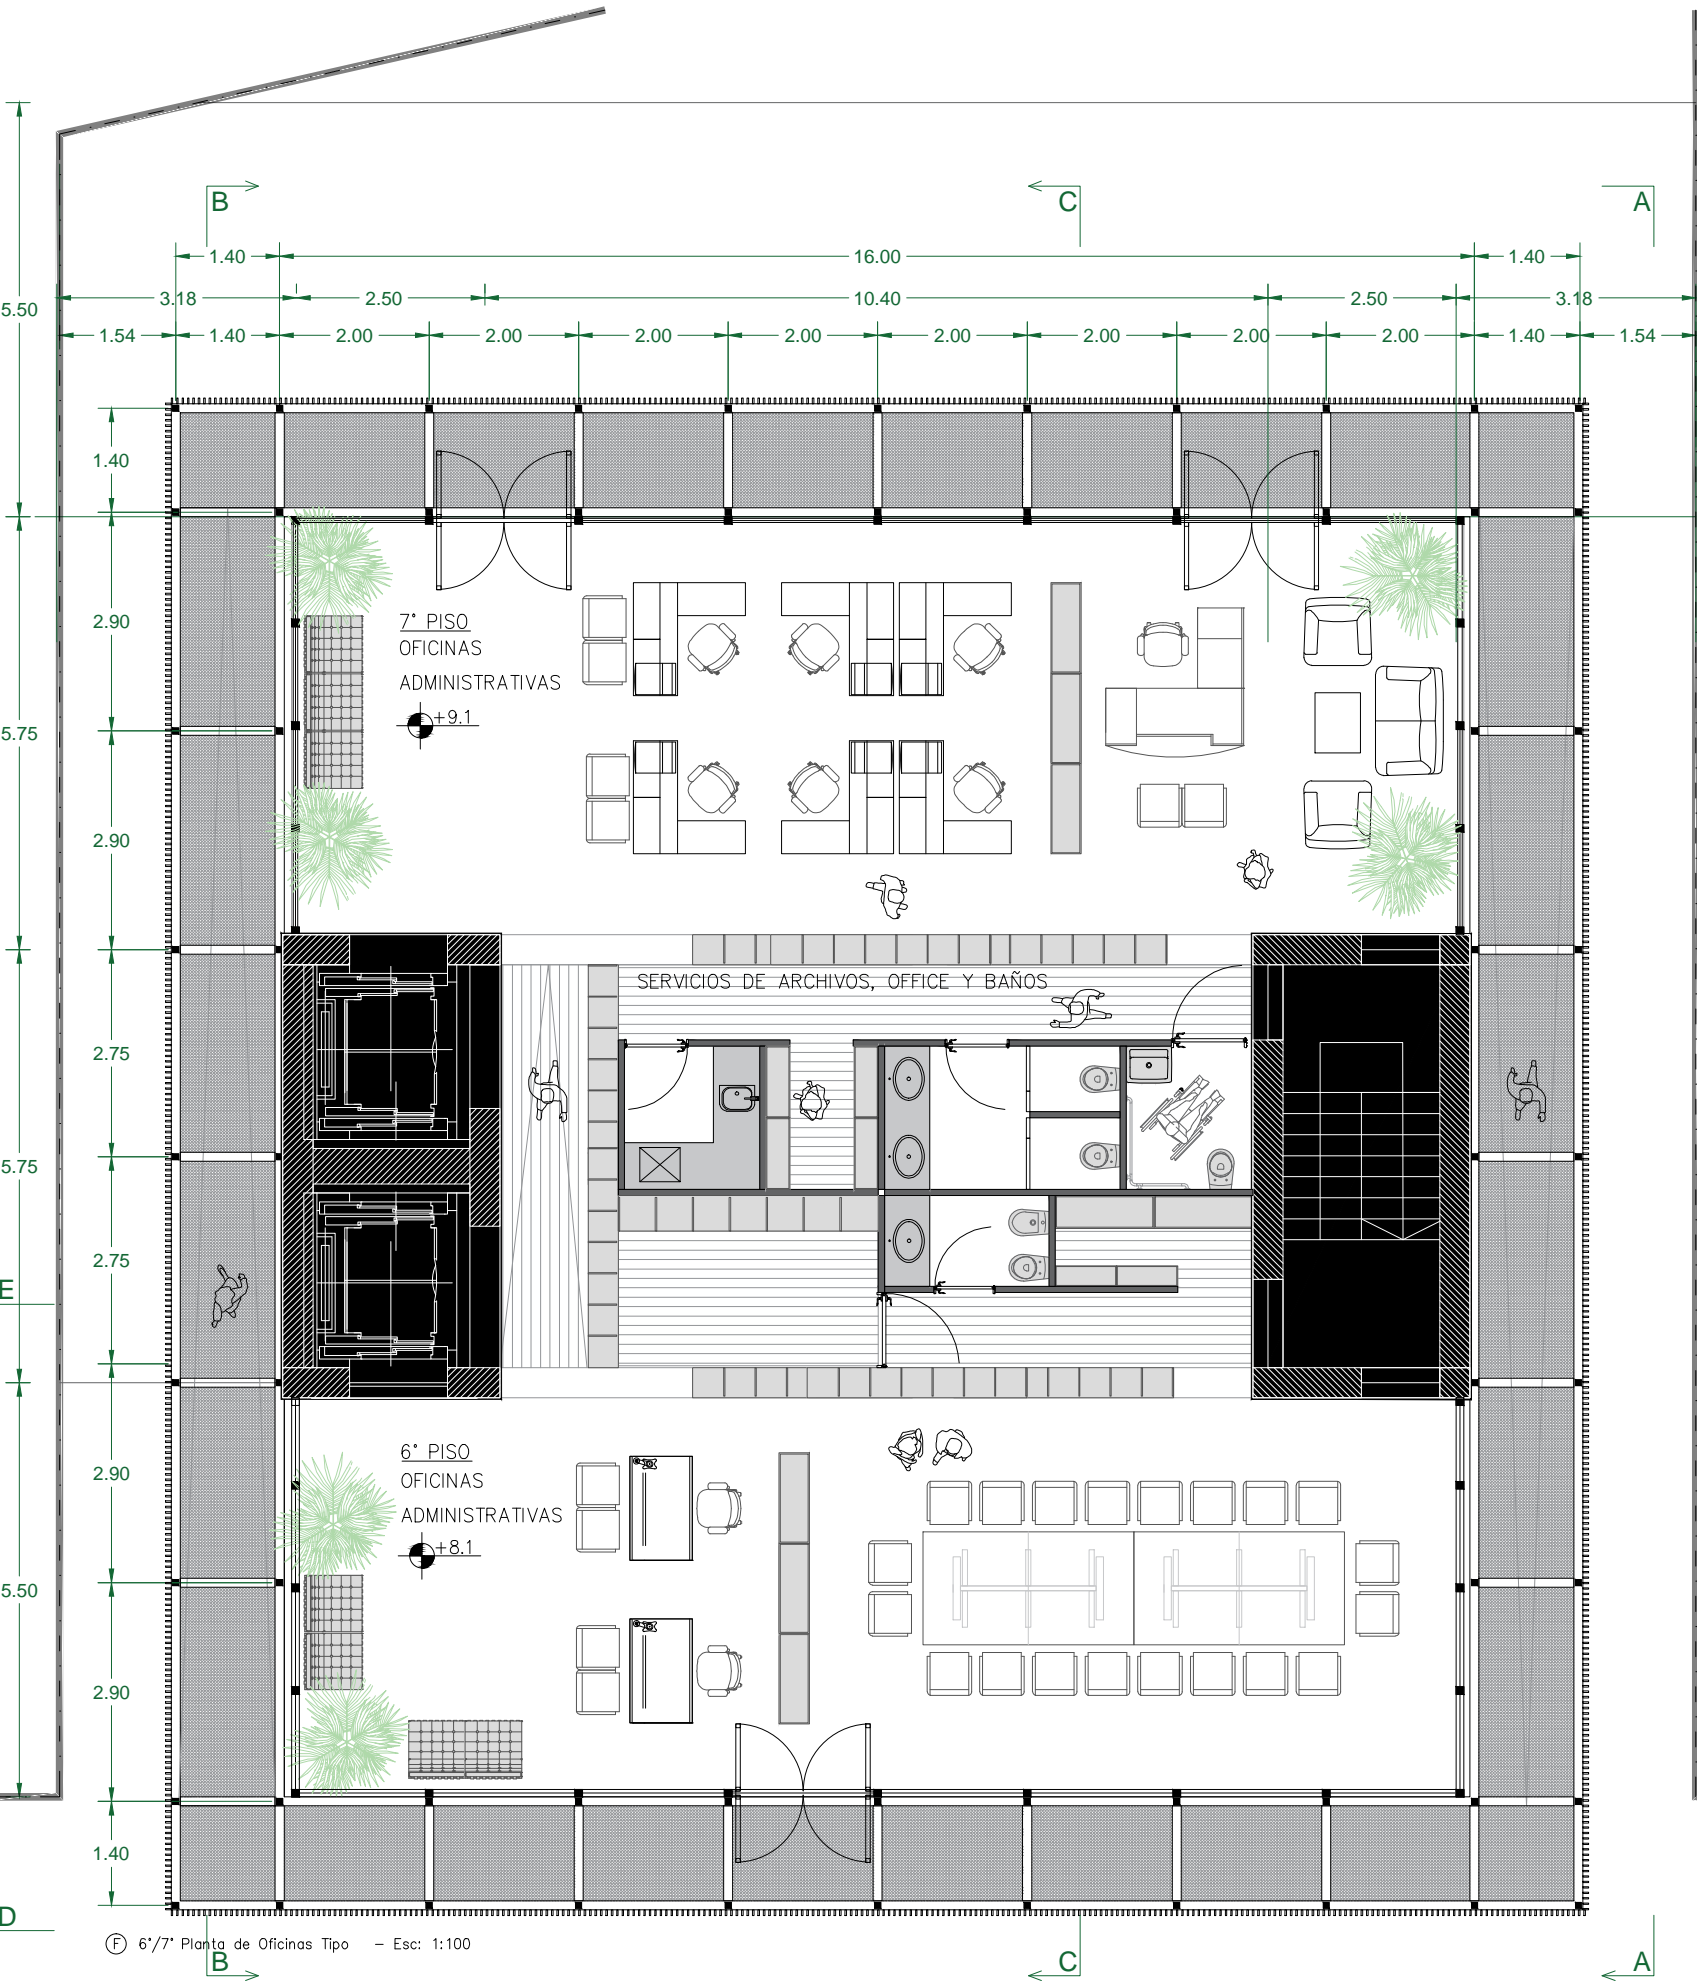 B
C
A
1.40
16.00
1.40
3.18
2.50
10.40
2.50
3.18
5.50
1.54
1.40
2.00
2.00
2.00
2.00
2.00
2.00
2.00
2.00
1.40
1.54
1.40
2.90
7° PISO
OFICINAS
ADMINISTRATIVAS
+9.1
5.75
2.90
SERVICIOS DE ARCHIVOS, OFFICE Y BAÑOS
2.75
5.75
2.75
E
6° PISO
OFICINAS
ADMINISTRATIVAS
+8.1
2.90
5.50
2.90
1.40
D
F 6°/7° Planta de Oficinas Tipo – Esc: 1:100
B
C
A